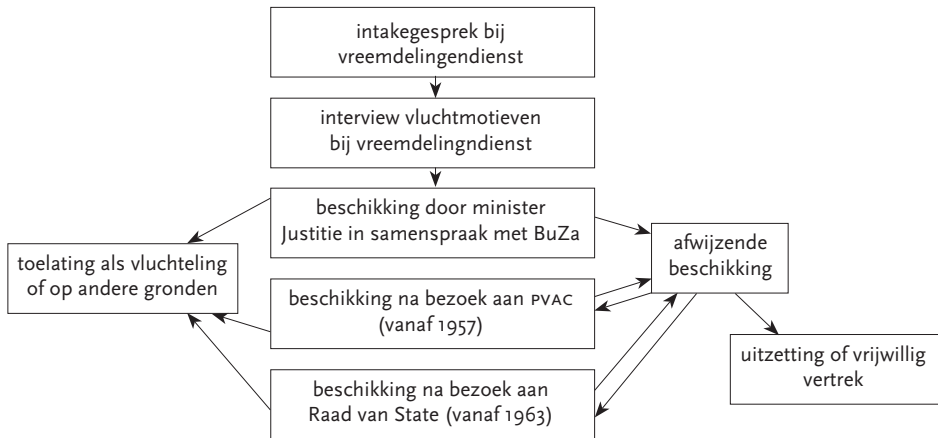 intakegesprek bij
vreemdelingendienst
interview vluchtmotieven
bij vreemdelingndienst
beschikking door minister
Justitie in samenspraak met BuZa
toelating als vluchteling
of op andere gronden
afwijzende
beschikking
beschikking na bezoek aan PVAC
(vanaf 1957)
uitzetting of vrijwillig
vertrek
beschikking na bezoek aan
Raad van State (vanaf 1963)